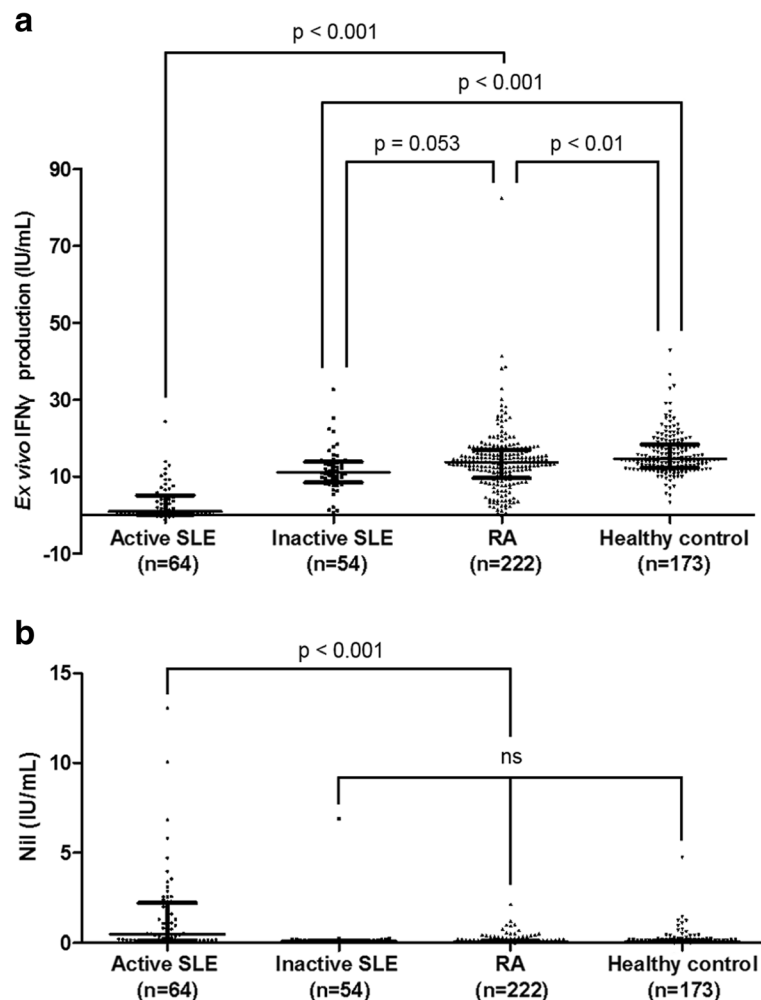 a
p < 0.001
p < 0.001
p = 0.053
p < 0.01
Ex vivo IFNγ production (IU/mL)
90
70
50
30
10
-10
Active SLE
(n=64)
Inactive SLE
(n=54)
RA
(n=222)
Healthy control
(n=173)
b
p < 0.001
ns
Nil (IU/mL)
15
10
5
0
Active SLE
(n=64)
Inactive SLE
(n=54)
RA
(n=222)
Healthy control
(n=173)